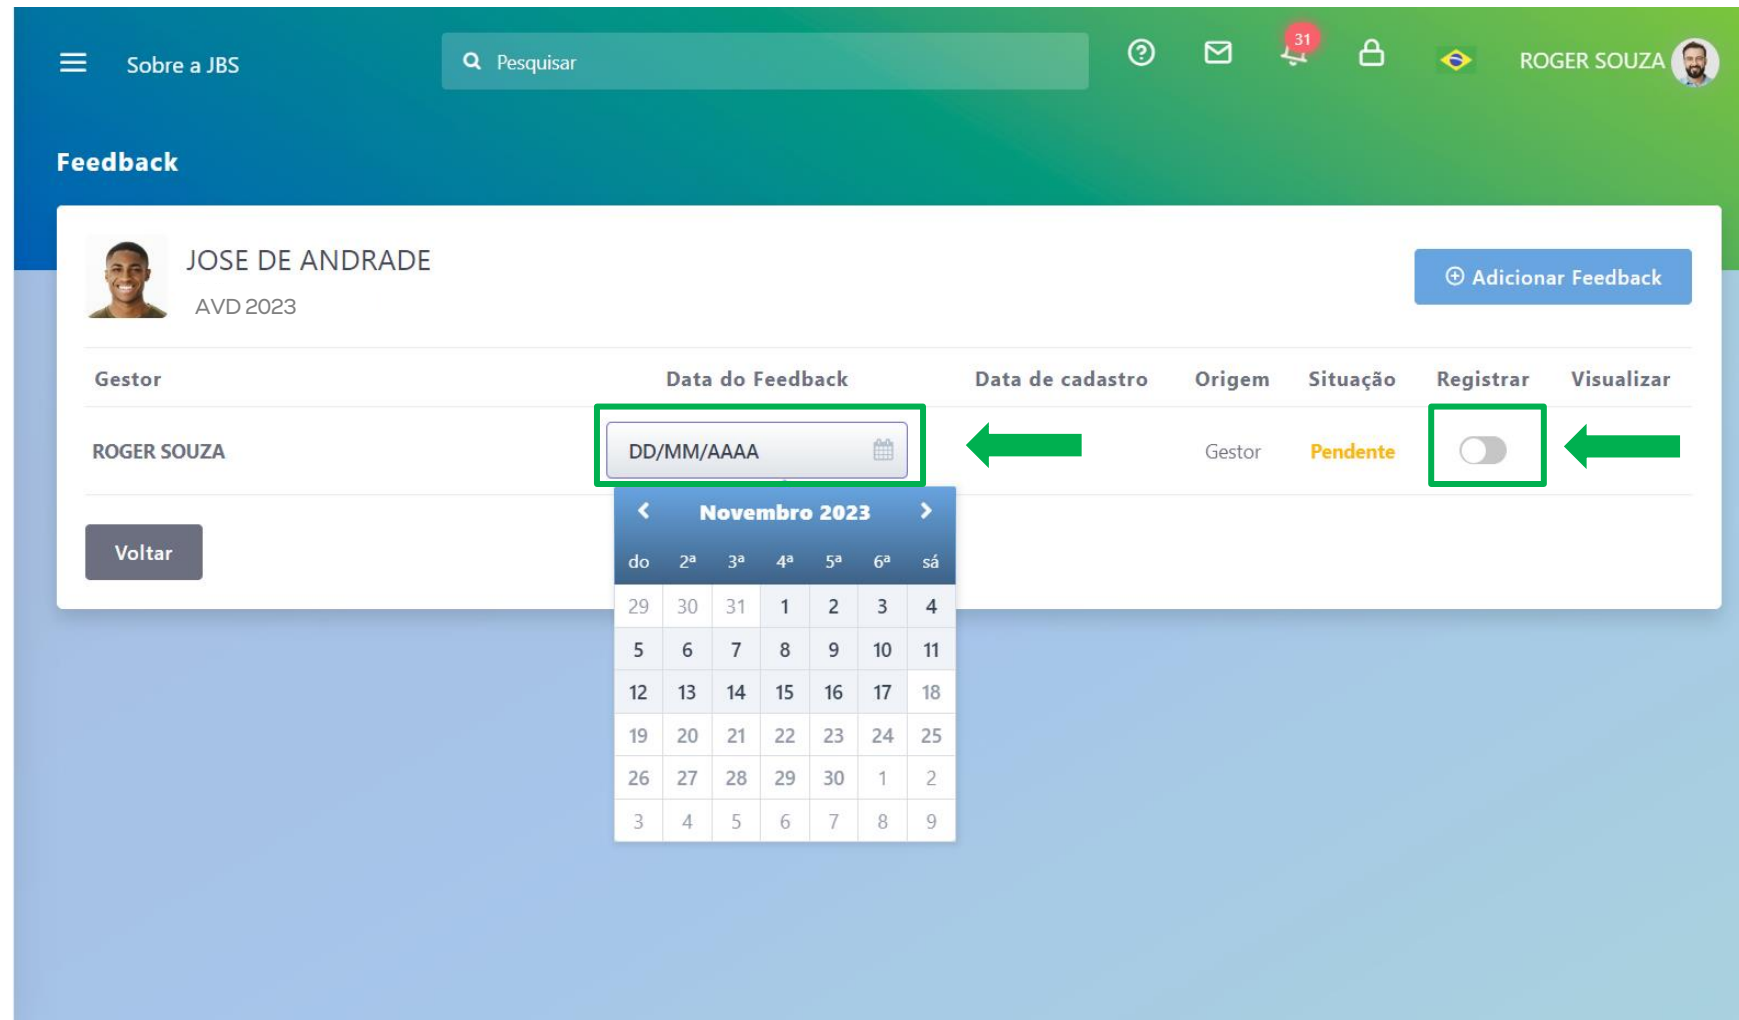 Sobre a JBS
Pesquisar
31
ROGER SOUZA
Feedback
JOSE DE ANDRADE
AVD 2023
Adicionar Feedback
Gestor Data do Feedback Data de cadastro Origem Situação Registrar Visualizar
ROGER SOUZA DD/MM/AAAA Gestor Pendente
Voltar
Novembro 2023
do 2ª 3ª 4ª 5ª 6ª sá
29 30 31 1 2 3 4
5 6 7 8 9 10 11
12 13 14 15 16 17 18
19 20 21 22 23 24 25
26 27 28 29 30 1 2
3 4 5 6 7 8 9